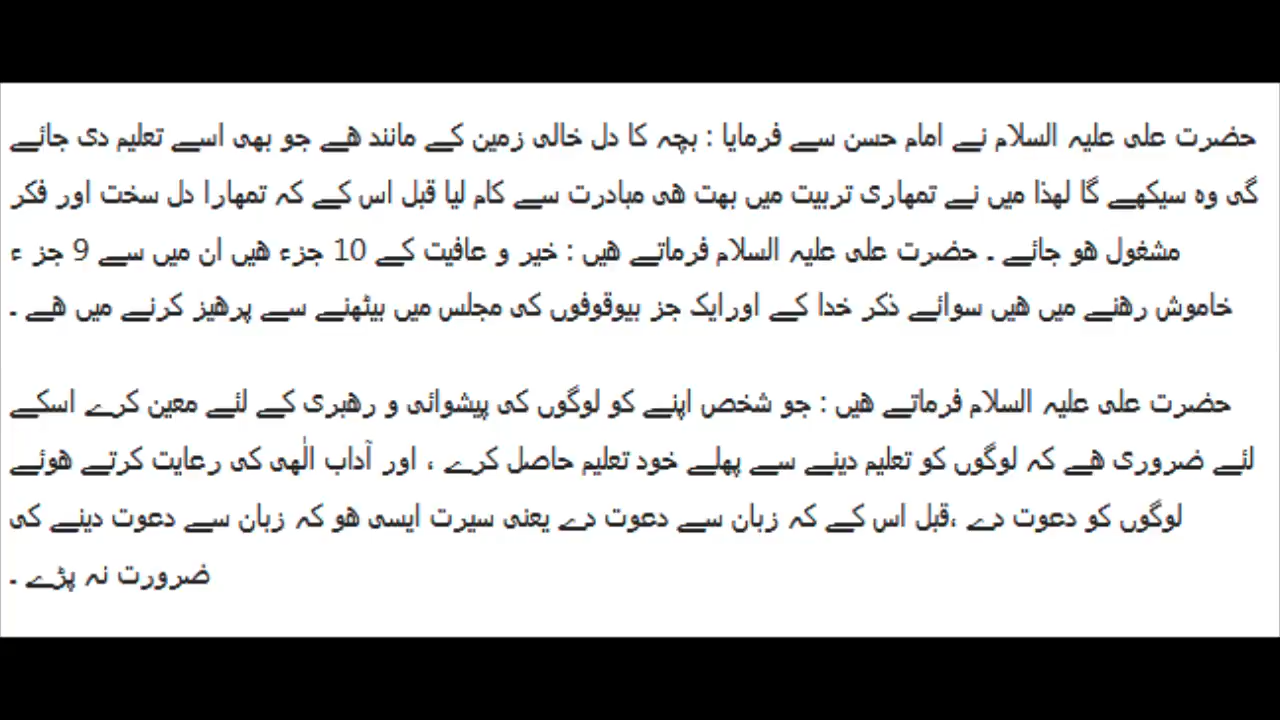 حضرت علی علیہ السلام نے امام حسن سے فرمایا : بچہ کا دل خالی زمین کے مانند ھے جو بھی اسے تعلیم دی جائے
گی وہ سیکھے گا لھذا میں نے تمھاری تربیت میں بھت ھی مبادرت سے کام لیا قبل اس کے کہ تمھارا دل سخت اور فکر
مشغول ھو جائے ۔ حضرت علی علیہ السلام فرماتے ھیں : خیر و عافیت کے 10 جزء ھیں ان میں سے 9 جز ء
خاموش رھنے میں ھیں سوائے ذکر خدا کے اورایک جز بیوقوفوں کی مجلس میں بیٹھنے سے پرھیز کرنے میں ھے ۔
حضرت علی علیہ السلام فرماتے ھیں : جو شخص اپنے کو لوگوں کی پیشوائی و رھبری کے لئے معین کرے اسکے
لئے ضروری ھے کہ لوگوں کو تعلیم دینے سے پھلے خود تعلیم حاصل کرے ، اور آداب الٰھی کی رعایت کرتے ھوئے
لوگوں کو دعوت دے ،قبل اس کے کہ زبان سے دعوت دے یعنی سیرت ایسی ھو کہ زبان سے دعوت دینے کی
ضرورت نہ پڑے ۔